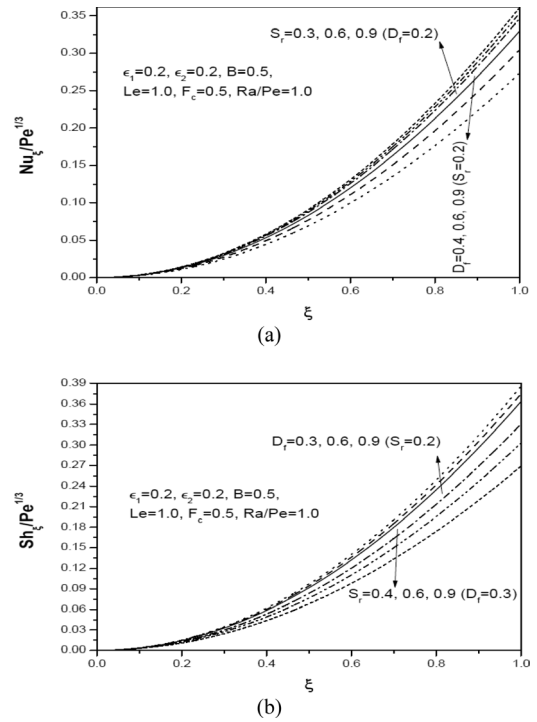 (a)
0.35
0.30
0.25
0.20
0.15
0.10
0.05
0.00
Nuξ/Pe^1/3
Sr=0.3, 0.6, 0.9 (Df=0.2)
ϵ1=0.2, ϵ2=0.2, B=0.5,
Le=1.0, Fc=0.5, Ra/Pe=1.0
Df=0.4, 0.6, 0.9 (Sr=0.2)
0.0 0.2 0.4 0.6 0.8 1.0
ξ
(a)
0.39
0.36
0.33
0.30
0.27
0.24
0.21
0.18
0.15
0.12
0.09
0.06
0.03
0.00
Shξ/Pe^1/3
Df=0.3, 0.6, 0.9 (Sr=0.2)
ϵ1=0.2, ϵ2=0.2, B=0.5,
Le=1.0, Fc=0.5, Ra/Pe=1.0
Sr=0.4, 0.6, 0.9 (Df=0.3)
0.0 0.2 0.4 0.6 0.8 1.0
ξ
(b)